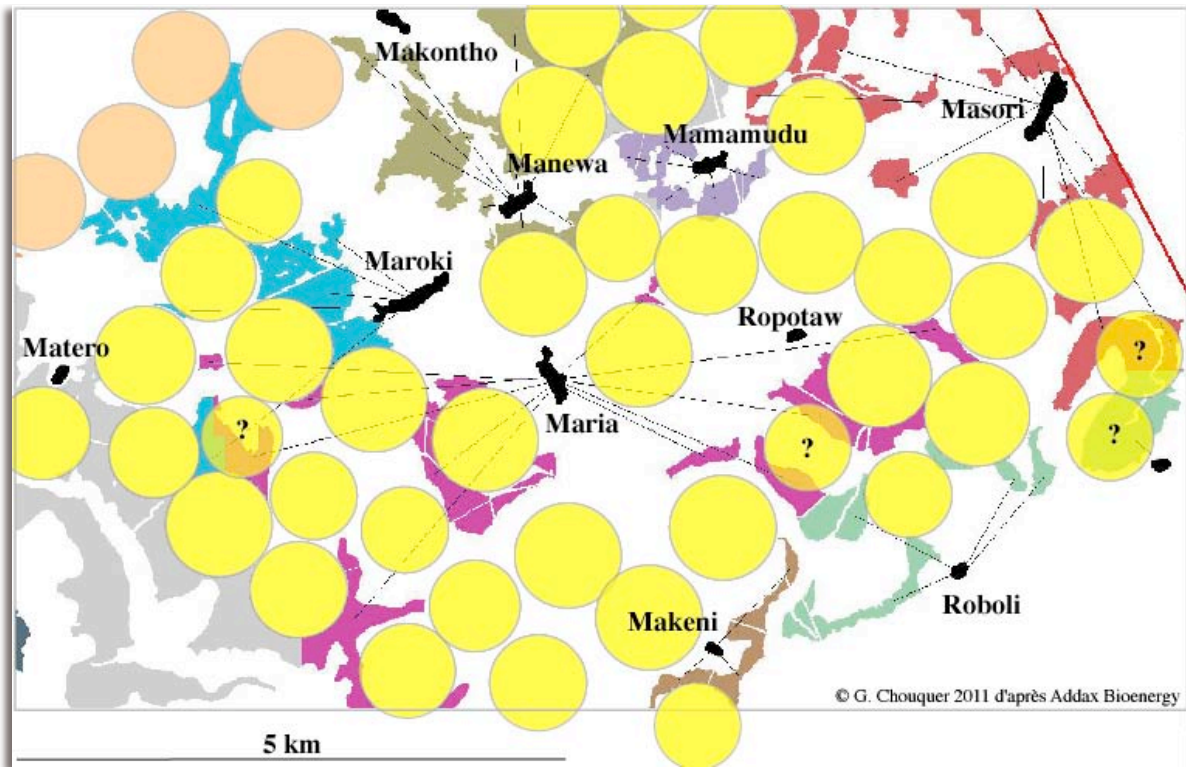 Makontho
Masori
Mamamudu
Manewa
Maroki
Ropotaw
Matero
?
Maria
?
?
?
Makeni
Roboli
© G. Chouquer 2011 d'après Addax Bioenergy
5 km